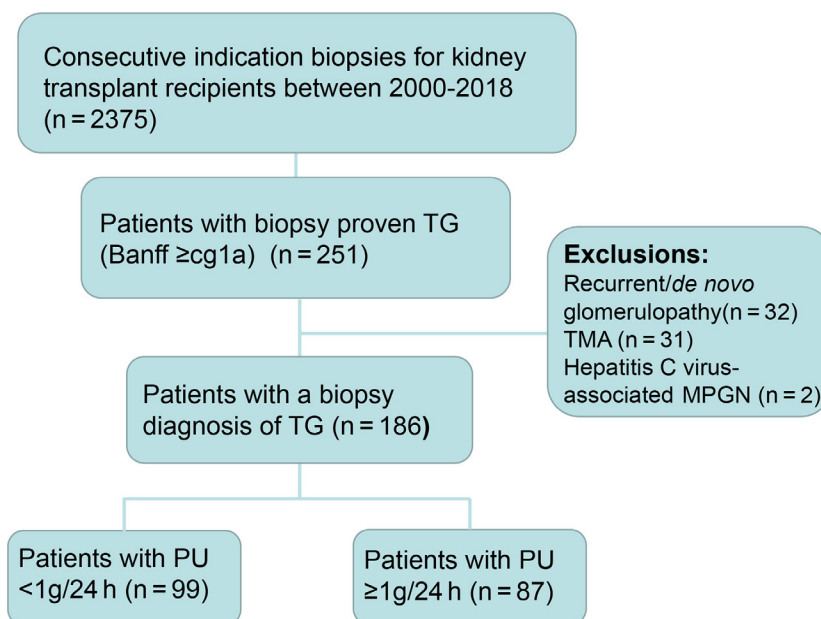 Consecutive indication biopsies for kidney
transplant recipients between 2000-2018
(n = 2375)
Patients with biopsy proven TG
(Banff ≥cg1a) (n = 251)
Exclusions:
Recurrent/de novo
glomerulopathy(n = 32)
TMA (n = 31)
Hepatitis C virus-
associated MPGN (n = 2)
Patients with a biopsy
diagnosis of TG (n = 186)
Patients with PU
<1g/24 h (n = 99)
Patients with PU
≥1g/24 h (n = 87)